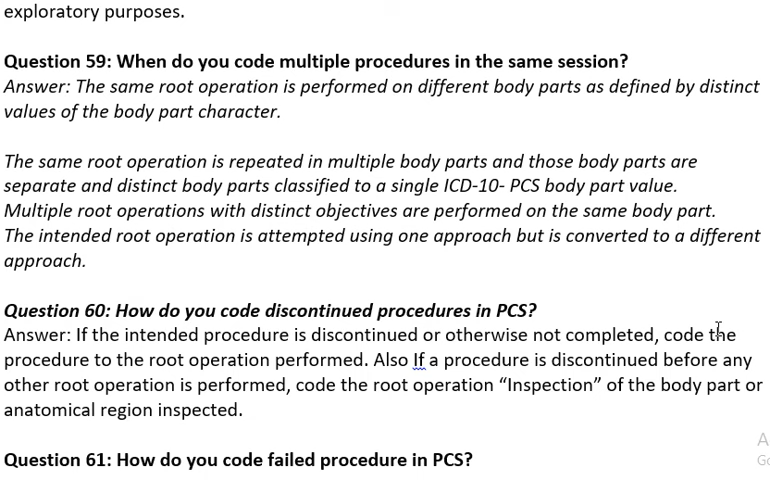 exploratory purposes.
Question 59: When do you code multiple procedures in the same session?
Answer: The same root operation is performed on different body parts as defined by distinct
values of the body part character.
The same root operation is repeated in multiple body parts and those body parts are
separate and distinct body parts classified to a single ICD-10- PCS body part value.
Multiple root operations with distinct objectives are performed on the same body part.
The intended root operation is attempted using one approach but is converted to a different
approach.
Question 60: How do you code discontinued procedures in PCS?
Answer: If the intended procedure is discontinued or otherwise not completed, code the
procedure to the root operation performed. Also If a procedure is discontinued before any
other root operation is performed, code the root operation “Inspection” of the body part or
anatomical region inspected.
Question 61: How do you code failed procedure in PCS?